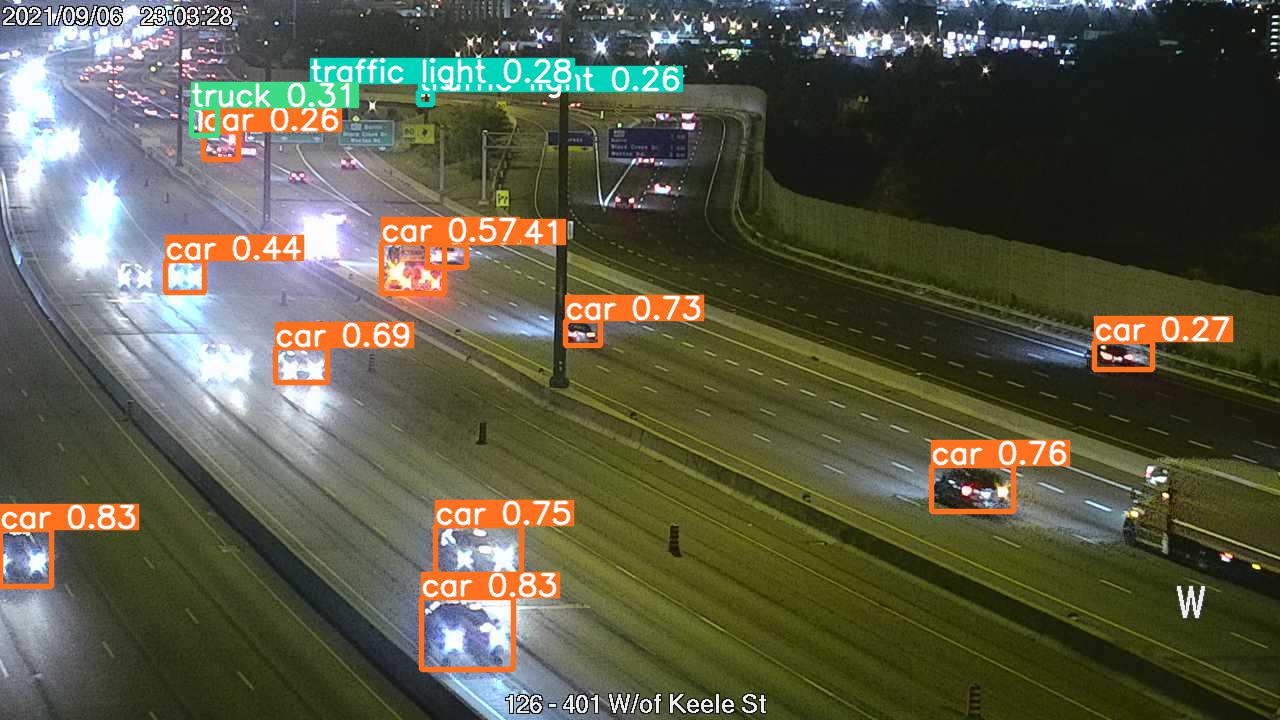 2021/09/06 23:03:28
traffic light 0.28
light 0.26
truck 0.31
car 0.26
car 0.57
41
car 0.44
car 0.73
car 0.27
car 0.69
car 0.76
car 0.83
car 0.75
car 0.83
W
126 - 401 W/of Keele St